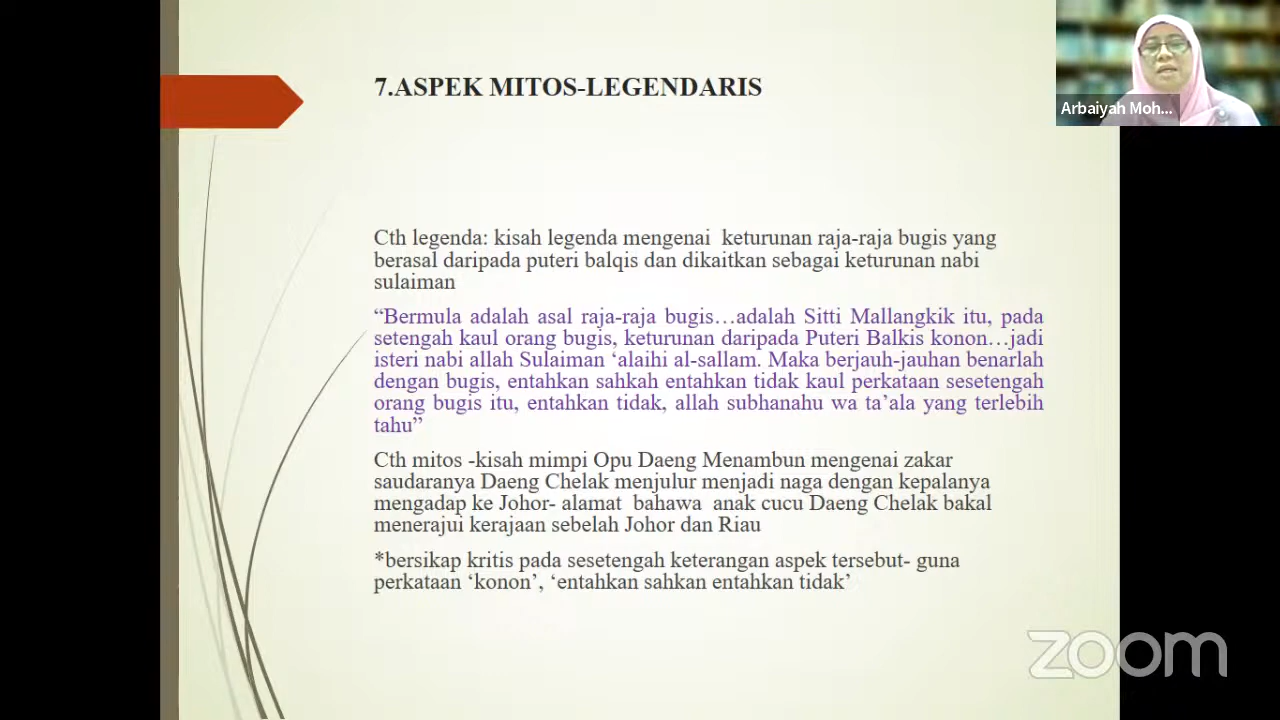 7.ASPEK MITOS-LEGENDARIS
Arbaiyah Moh...
Cth legenda: kisah legenda mengenai keturunan raja-raja bugis yang
berasal daripada puteri balqis dan dikaitkan sebagai keturunan nabi
sulaiman
“Bermula adalah asal raja-raja bugis…adalah Sitti Mallangkik itu, pada
setengah kaul orang bugis, keturunan daripada Puteri Balkis konon…jadi
isteri nabi allah Sulaiman ‘alaihi al-sallam. Maka berjauh-jauhan benarlah
dengan bugis, entahkan sahkah entahkan tidak kaul perkataan sesetengah
orang bugis itu, entahkan tidak, allah subhanahu wa ta’ala yang terlebih
tahu”
Cth mitos -kisah mimpi Opu Daeng Menambun mengenai zakar
saudaranya Daeng Chelak menjulur menjadi naga dengan kepalanya
mengadap ke Johor- alamat bahawa anak cucu Daeng Chelak bakal
menerajui kerajaan sebelah Johor dan Riau
*bersikap kritis pada sesetengah keterangan aspek tersebut- guna
perkataan ‘konon’, ‘entahkan sahkan entahkan tidak’
zoom